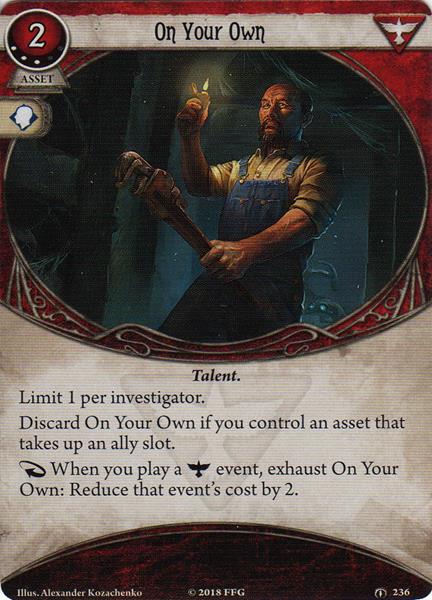 2
On Your Own
ASSET
Talent.
Limit 1 per investigator.
Discard On Your Own if you control an asset that
takes up an ally slot.
When you play a event, exhaust On Your
Own: Reduce that event's cost by 2.
Illus. Alexander Kozachenko © 2018 FFG 236